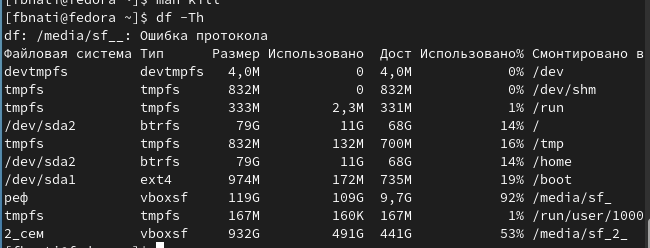 [fbnati@fedora ~]$ man kill
[fbnati@fedora ~]$ df -Th
df: /media/sf__: Ошибка протокола
Файловая система Тип Размер Использовано Дост Использовано% Смонтировано в
devtmpfs devtmpfs 4,0M 0 4,0M 0% /dev
tmpfs tmpfs 832M 0 832M 0% /dev/shm
tmpfs tmpfs 333M 2,3M 331M 1% /run
/dev/sda2 btrfs 79G 11G 68G 14% /
tmpfs tmpfs 832M 132M 700M 16% /tmp
/dev/sda2 btrfs 79G 11G 68G 14% /home
/dev/sda1 ext4 974M 172M 735M 19% /boot
реф vboxsf 119G 109G 9,7G 92% /media/sf_
tmpfs tmpfs 167M 160K 167M 1% /run/user/1000
2_сем vboxsf 932G 491G 441G 53% /media/sf_2_
[fbnati@fedora ~]$